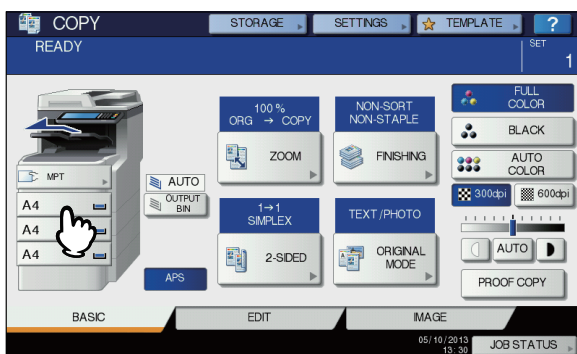 COPY
STORAGE
SETTINGS
TEMPLATE
?
READY
SET
1
100 %
ORG → COPY
NON-SORT
NON-STAPLE
FULL
COLOR
ZOOM
FINISHING
BLACK
MPT
AUTO
AUTO
COLOR
A4
OUTPUT
BIN
300dpi
600dpi
1→1
SIMPLEX
TEXT/PHOTO
A4
A4
2-SIDED
ORIGINAL
MODE
AUTO
APS
PROOF COPY
BASIC
EDIT
IMAGE
05/10/2013
13:30
JOB STATUS